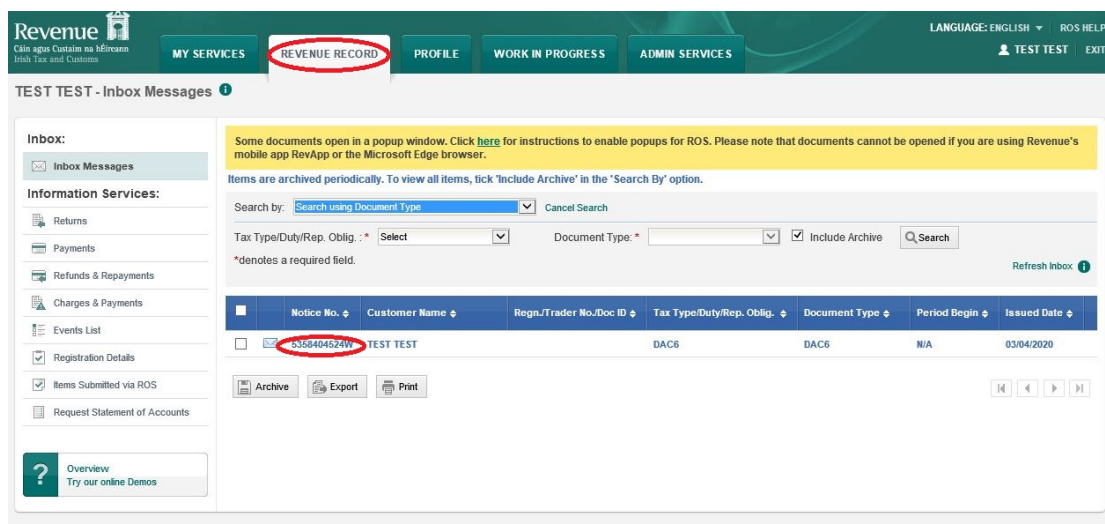 Revenue
Cáin agus Custaim na hÉireann
Irish Tax and Customs
MY SERVICES
REVENUE RECORD
PROFILE
WORK IN PROGRESS
ADMIN SERVICES
LANGUAGE: ENGLISH
ROS HELP
TEST TEST
EXIT
TEST TEST - Inbox Messages
Inbox:
Inbox Messages
Information Services:
Returns
Payments
Refunds & Repayments
Charges & Payments
Events List
Registration Details
Items Submitted via ROS
Request Statement of Accounts
?
Overview
Try our online Demos
Some documents open in a popup window. Click here for instructions to enable popups for ROS. Please note that documents cannot be opened if you are using Revenue's
mobile app RevApp or the Microsoft Edge browser.
Items are archived periodically. To view all items, tick 'Include Archive' in the 'Search By' option.
Search by: Search using Document Type Cancel Search
Tax Type/Duty/Rep. Oblig. : * Select Document Type: * Include Archive Search
*denotes a required field.
Refresh Inbox
Notice No. Customer Name Regn./Trader No./Doc ID Tax Type/Duty/Rep. Oblig. Document Type Period Begin Issued Date
5358404524W TEST TEST DAC6 DAC6 N/A 03/04/2020
Archive Export Print